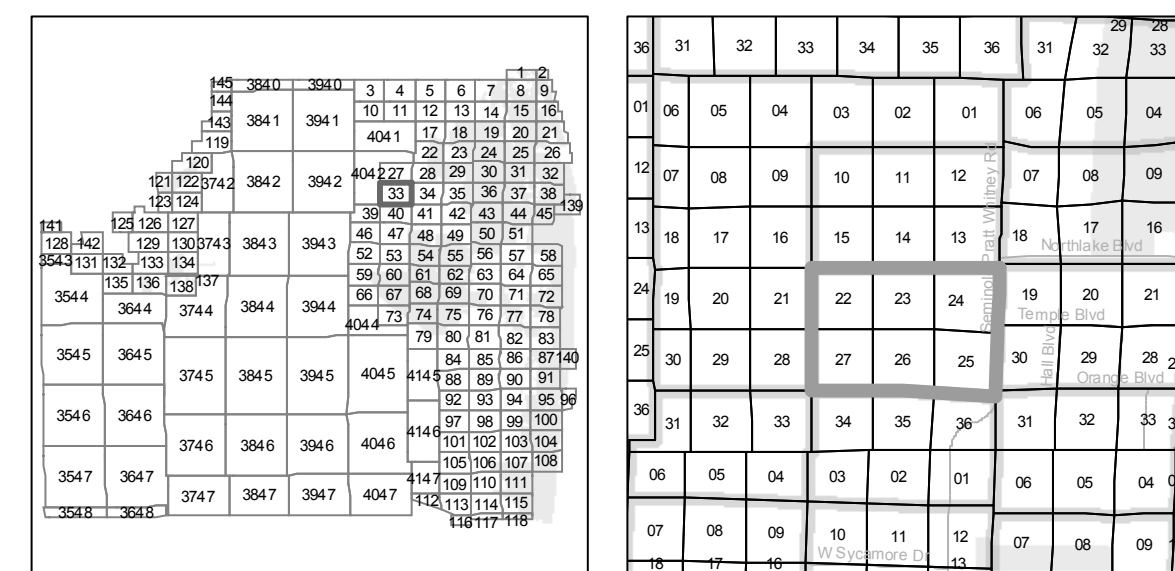 1 2
145 3840 3940 3 4 5 6 7 8 9
144 10 11 12 13 14 15 16
143 3841 3941 4041 17 18 19 20 21
119 22 23 24 25 26
120 4042 27 28 29 30 31 32
121 122 3742 3842 3942 33 34 35 36 37 38
123 124 139
125 126 127 39 40 41 42 43 44 45
141 46 47 48 49 50 51
128 142 129 130 3743 3843 3943 52 53 54 55 56 57 58
3543 131 132 133 134 59 60 61 62 63 64 65
135 136 138 137
3544 3644 3744 3844 3944 66 67 68 69 70 71 72
4044 73 74 75 76 77 78
79 80 81 82 83
3545 3645 84 85 86 87 140
3745 3845 3945 4045 4145 88 89 90 91
92 93 94 95 96
3546 3646 97 98 99 100
3746 3846 3946 4046 4146 101 102 103 104
105 106 107 108
3547 3647 4147 109 110 111
3747 3847 3947 4047 112 113 114 115
3548 3648 116 117 118
29 28
36 31 32 33 34 35 36 31 32 33
01 06 05 04 03 02 01 06 05 04
12 07 08 09 10 11 12 07 08 09
Seminole Pratt Whitney Rd
13 18 17 16 15 14 13 18 17 16
Northlake Blvd
24 19 20 21 22 23 24 19 20 21
Temple Blvd
25 30 29 28 27 26 25 30 29 28 2
Hall Blvd
Orange Blvd
36 31 32 33 34 35 36 31 32 33 3
06 05 04 03 02 01 06 05 04 0
07 08 09 10 11 12 07 08 09 1
W Sycamore Dr
18 17 16 13